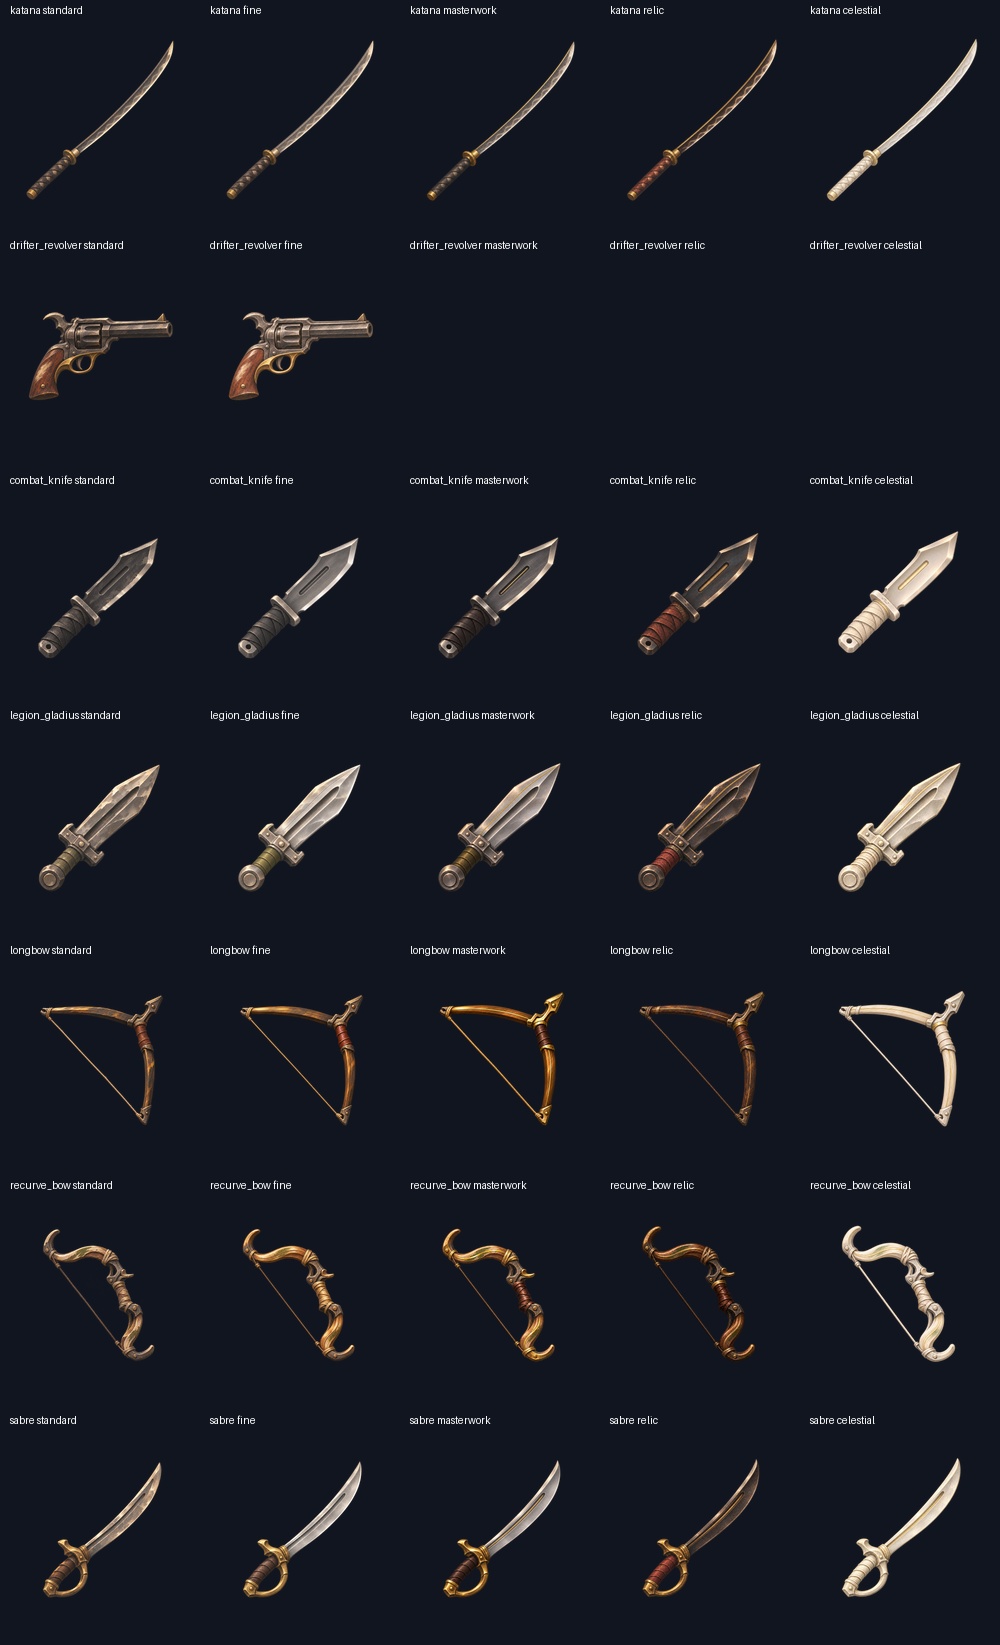 katana standard katana fine katana masterwork katana relic katana celestial
drifter_revolver standard drifter_revolver fine drifter_revolver masterwork drifter_revolver relic drifter_revolver celestial
combat_knife standard combat_knife fine combat_knife masterwork combat_knife relic combat_knife celestial
legion_gladius standard legion_gladius fine legion_gladius masterwork legion_gladius relic legion_gladius celestial
longbow standard longbow fine longbow masterwork longbow relic longbow celestial
recurve_bow standard recurve_bow fine recurve_bow masterwork recurve_bow relic recurve_bow celestial
sabre standard sabre fine sabre masterwork sabre relic sabre celestial